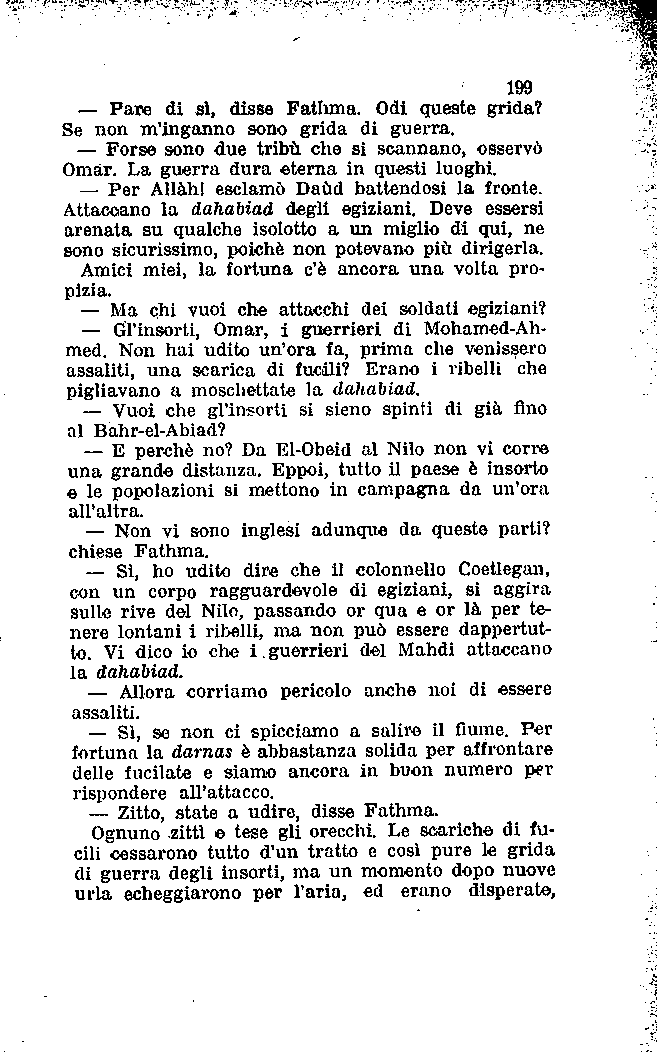 199
— Pare di sì, disse Fathma. Odi queste grida?
Se non m'inganno sono grida di guerra.
— Forse sono due tribù che si scannano, osservò
Omar. La guerra dura eterna in questi luoghi.
— Per Allàh! esclamò Daùd battendosi la fronte.
Attaccano la dahabiad degli egiziani. Deve essersi
arenata su qualche isolotto a un miglio di qui, ne
sono sicurissimo, poichè non potevano più dirigerla.
Amici miei, la fortuna c'è ancora una volta pro-
pizia.
— Ma chi vuoi che attacchi dei soldati egiziani?
— Gl'insorti, Omar, i guerrieri di Mohamed-Ah-
med. Non hai udito un'ora fa, prima che venissero
assaliti, una scarica di fucili? Erano i ribelli che
pigliavano a moschettate la dahabiad.
— Vuoi che gl'insorti si sieno spinti di già fino
al Bahr-el-Abiad?
— E perchè no? Da El-Obeid al Nilo non vi corre
una grande distanza. Eppoi, tutto il paese è insorto
e le popolazioni si mettono in campagna da un'ora
all'altra.
— Non vi sono inglesi adunque da queste parti?
chiese Fathma.
— Sì, ho udito dire che il colonnello Coetlegan,
con un corpo ragguardevole di egiziani, si aggira
sulle rive del Nilo, passando or qua e or là per te-
nere lontani i ribelli, ma non può essere dappertut-
to. Vi dico io che i guerrieri del Mahdi attaccano
la dahabiad.
— Allora corriamo pericolo anche noi di essere
assaliti.
— Sì, se non ci spicciamo a salire il fiume. Per
fortuna la darnas è abbastanza solida per affrontare
delle fucilate e siamo ancora in buon numero per
rispondere all'attacco.
— Zitto, state a udire, disse Fathma.
Ognuno zittì e tese gli orecchi. Le scariche di fu-
cili cessarono tutto d'un tratto e così pure le grida
di guerra degli insorti, ma un momento dopo nuove
urla echeggiarono per l'aria, ed erano disperate,